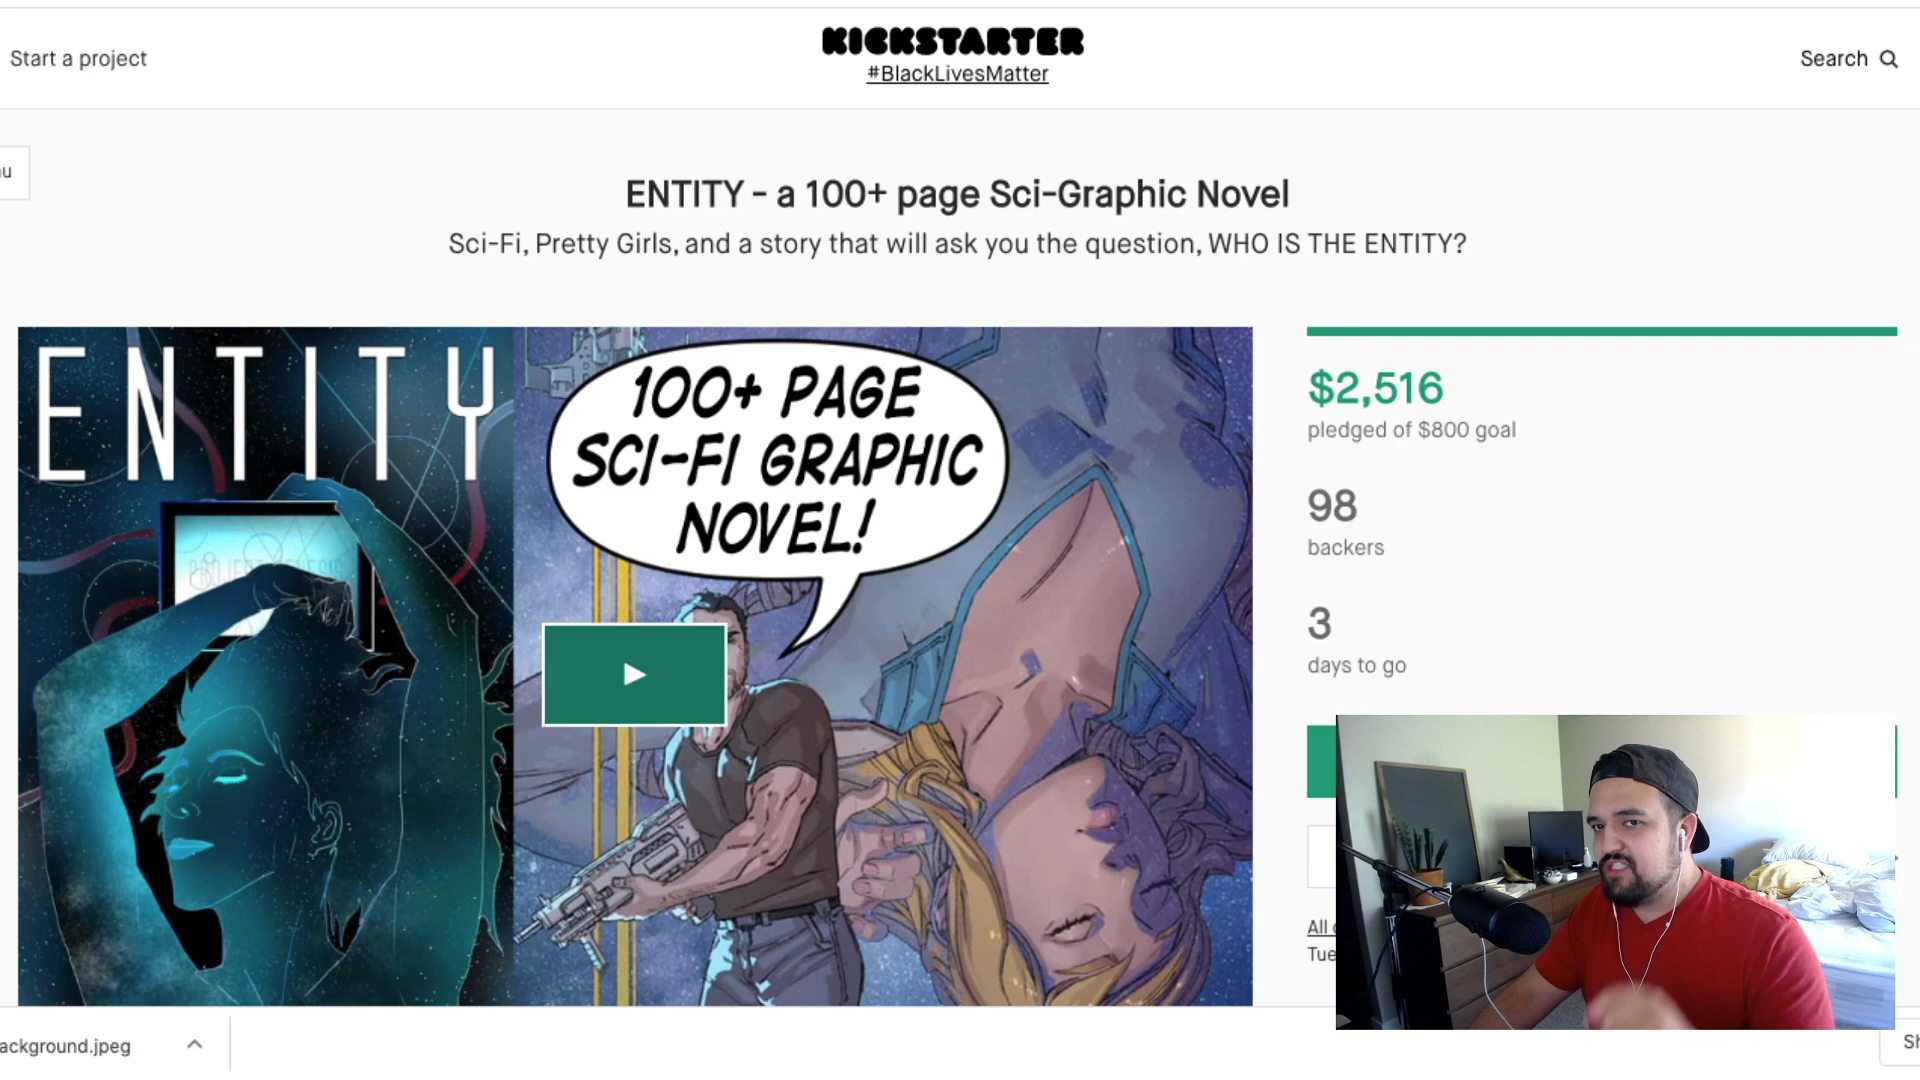 Start a project
KICKSTARTER
#BlackLivesMatter
Search
ENTITY - a 100+ page Sci-Graphic Novel
Sci-Fi, Pretty Girls, and a story that will ask you the question, WHO IS THE ENTITY?
ENTITY
100+ PAGE
SCI-FI GRAPHIC
NOVEL!
$2,516
pledged of $800 goal
98
backers
3
days to go
All
Tue
ackground.jpeg